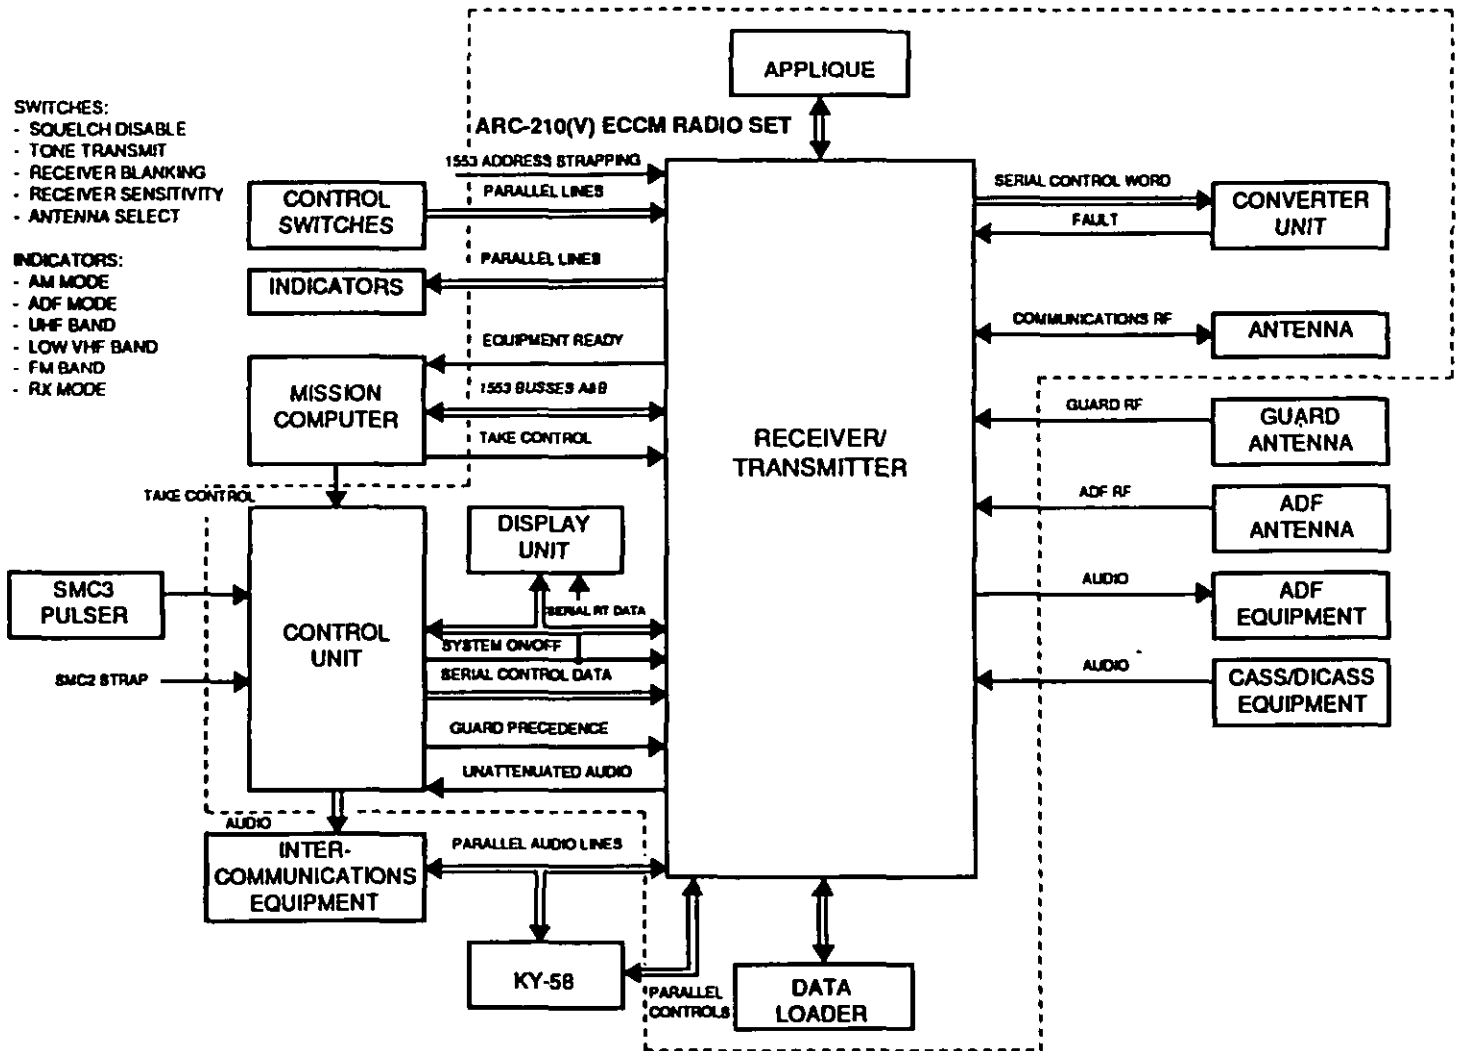 APPLIQUE
SWITCHES:
- SQUELCH DISABLE
- TONE TRANSMIT
- RECEIVER BLANKING
- RECEIVER SENSITIVITY
- ANTENNA SELECT
INDICATORS:
- AM MODE
- ADF MODE
- UHF BAND
- LOW VHF BAND
- FM BAND
- RX MODE
ARC-210(V) ECCM RADIO SET
1553 ADDRESS STRAPPING
PARALLEL LINES
CONTROL
SWITCHES
PARALLEL LINES
INDICATORS
EQUIPMENT READY
1553 BUSSES A&B
TAKE CONTROL
MISSION
COMPUTER
TAKE CONTROL
RECEIVER/
TRANSMITTER
SERIAL CONTROL WORD
FAULT
CONVERTER
UNIT
COMMUNICATIONS RF
ANTENNA
GUARD RF
GUARD
ANTENNA
ADF RF
ADF
ANTENNA
AUDIO
ADF
EQUIPMENT
AUDIO
CASS/DICASS
EQUIPMENT
DISPLAY
UNIT
SMC3
PULSER
SMC2 STRAP
CONTROL
UNIT
SERIAL RT DATA
SYSTEM ON/OFF
SERIAL CONTROL DATA
GUARD PRECEDENCE
UNATTENUATED AUDIO
AUDIO
INTER-
COMMUNICATIONS
EQUIPMENT
PARALLEL AUDIO LINES
KY-58
PARALLEL
CONTROLS
DATA
LOADER